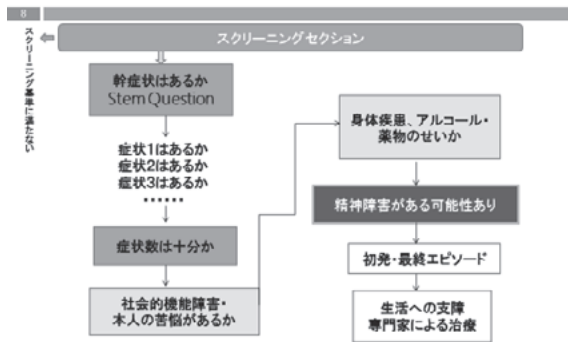 8
スクリーニングセクション
スクリーニング基準に満たない
幹症状はあるか
Stem Question
症状1はあるか
症状2はあるか
症状3はあるか
••••••
症状数は十分か
社会的機能障害・
本人の苦悩があるか
身体疾患、アルコール・
薬物のせいか
精神障害がある可能性あり
初発・最終エピソード
生活への支障
専門家による治療